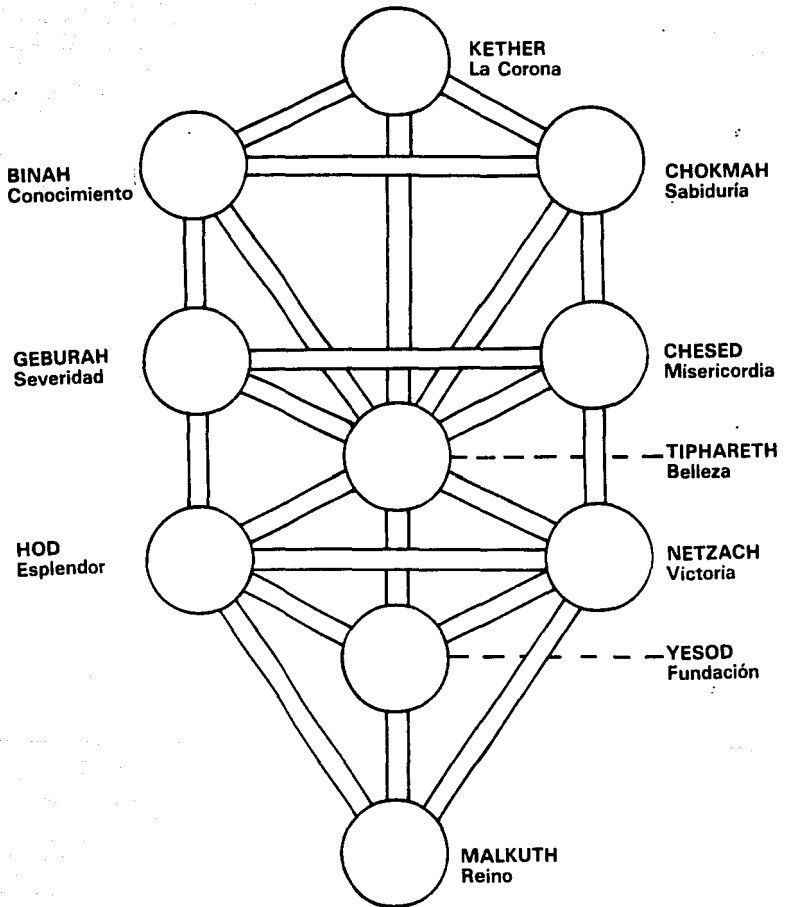 KETHER
La Corona
BINAH
Conocimiento
CHOKMAH
Sabiduría
GEBURAH
Severidad
CHESED
Misericordia
TIPHARETH
Belleza
HOD
Esplendor
NETZACH
Victoria
YESOD
Fundación
MALKUTH
Reino